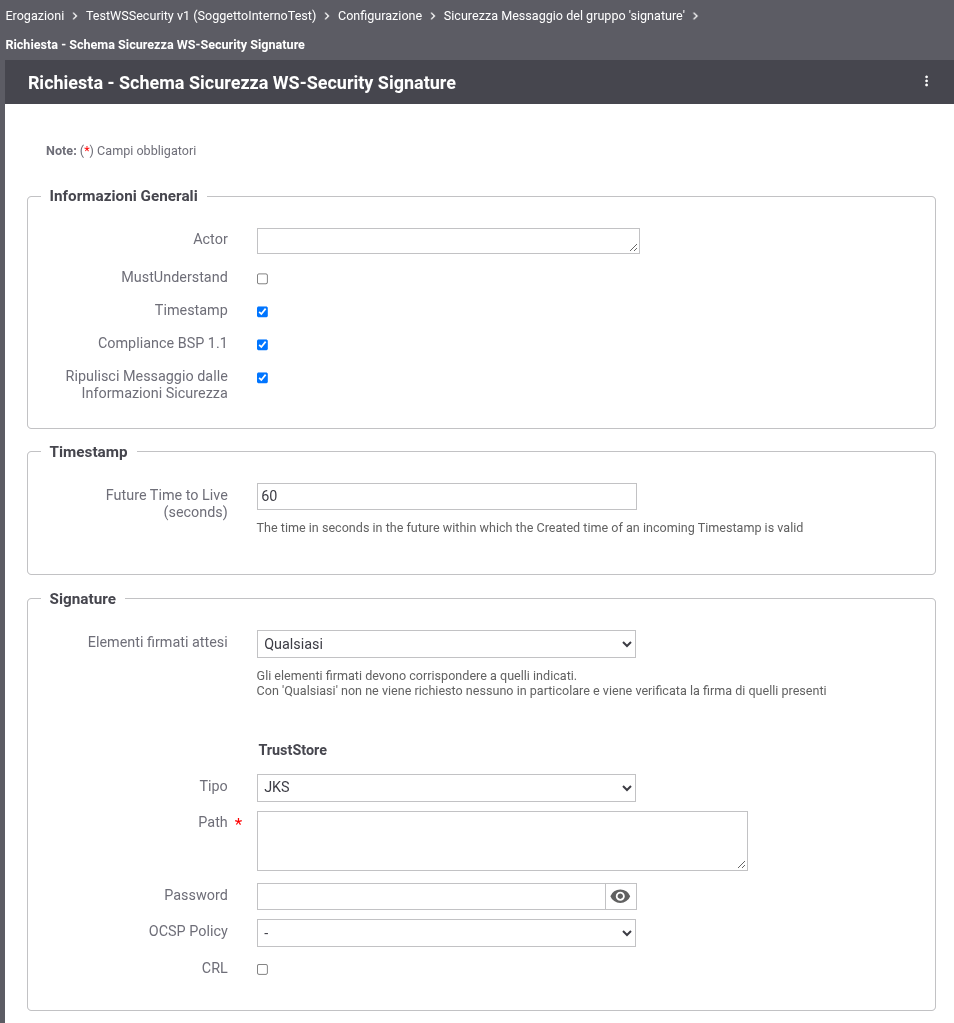 Erogazioni > TestWSSecurity v1 (SoggettoInternoTest) > Configurazione > Sicurezza Messaggio del gruppo 'signature' >
Richiesta - Schema Sicurezza WS-Security Signature
Richiesta - Schema Sicurezza WS-Security Signature
Note: (*) Campi obbligatori
Informazioni Generali
Actor
MustUnderstand
Timestamp
Compliance BSP 1.1
Ripulisci Messaggio dalle
Informazioni Sicurezza
Timestamp
Future Time to Live
(seconds)
60
The time in seconds in the future within which the Created time of an incoming Timestamp is valid
Signature
Elementi firmati attesi
Qualsiasi
Gli elementi firmati devono corrispondere a quelli indicati.
Con 'Qualsiasi' non ne viene richiesto nessuno in particolare e viene verificata la firma di quelli presenti
TrustStore
Tipo
JKS
Path *
Password
OCSP Policy
-
CRL